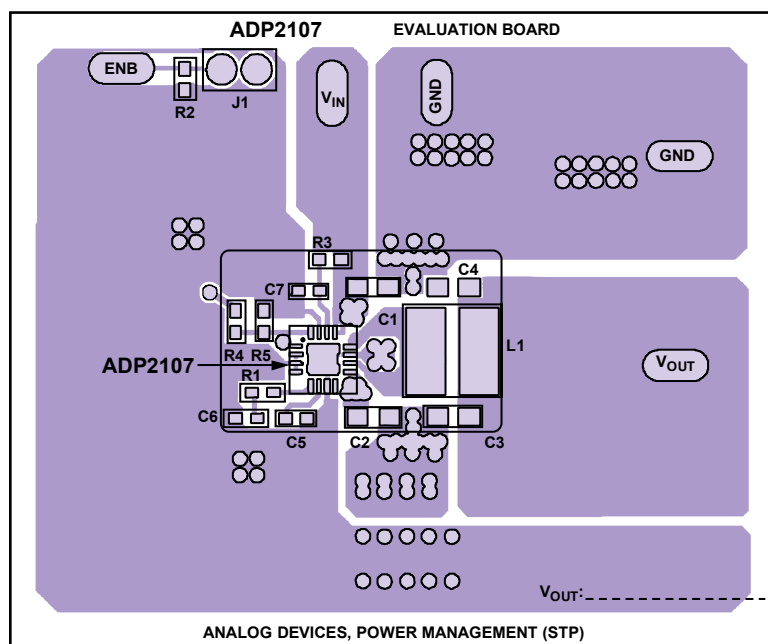 ADP2107 EVALUATION BOARD
ENB
R2
J1
VIN
GND
GND
R3
C7
C4
C1
L1
R4 R5
ADP2107
R1
VOUT
C6
C5
C2
C3
VOUT:
ANALOG DEVICES, POWER MANAGEMENT (STP)